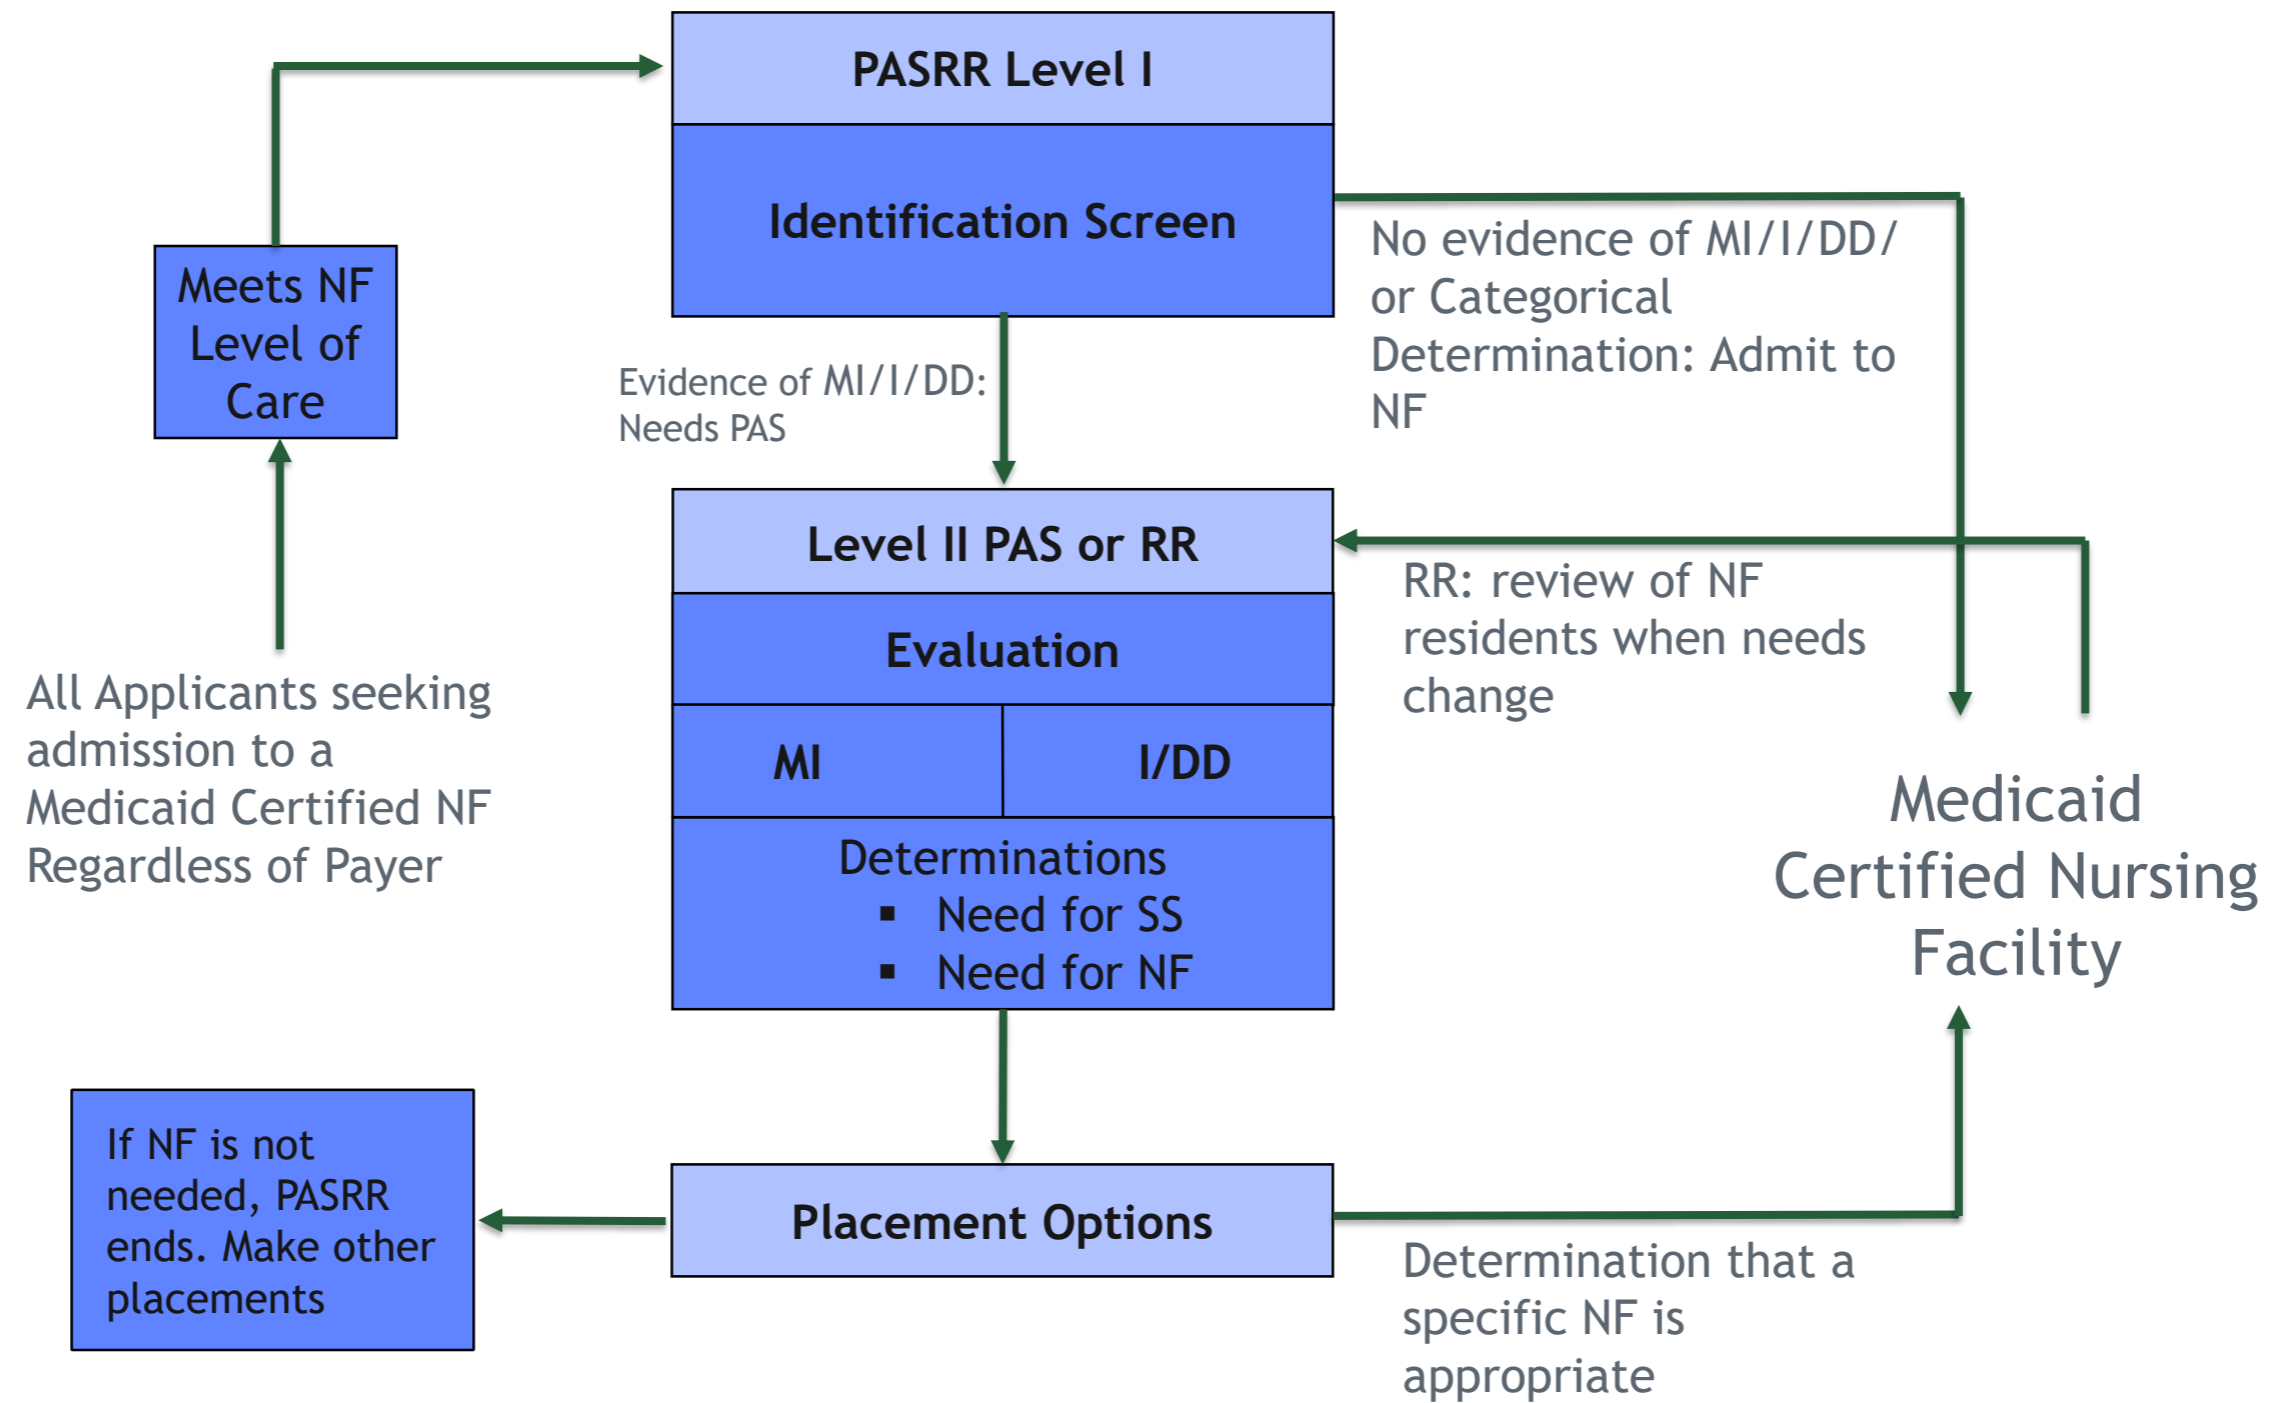 PASRR Level I
Identification Screen
No evidence of MI/I/DD/
or Categorical
Determination: Admit to
NF
Meets NF
Level of
Care
Evidence of MI/I/DD:
Needs PAS
Level II PAS or RR
Evaluation
MI
I/DD
Determinations
▪ Need for SS
▪ Need for NF
RR: review of NF
residents when needs
change
All Applicants seeking
admission to a
Medicaid Certified NF
Regardless of Payer
Medicaid
Certified Nursing
Facility
If NF is not
needed, PASRR
ends. Make other
placements
Placement Options
Determination that a
specific NF is
appropriate